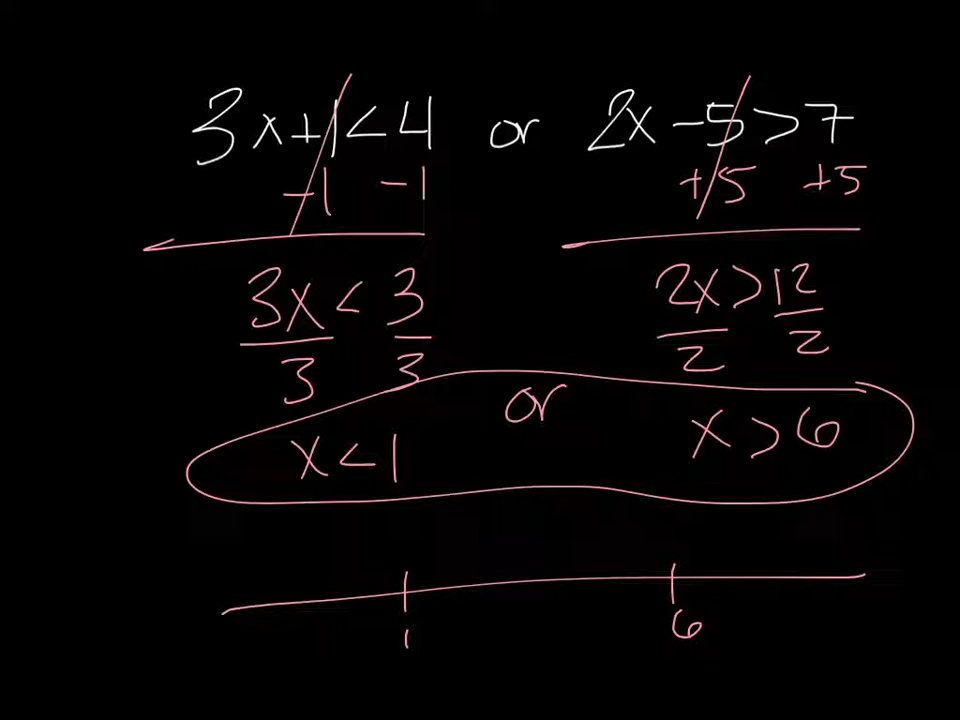 3x+1<4 or 2x-5>7
-1 -1 +5 +5
3x < 3 2x>12
3 3 2 2
x<1 or x>6
1 6